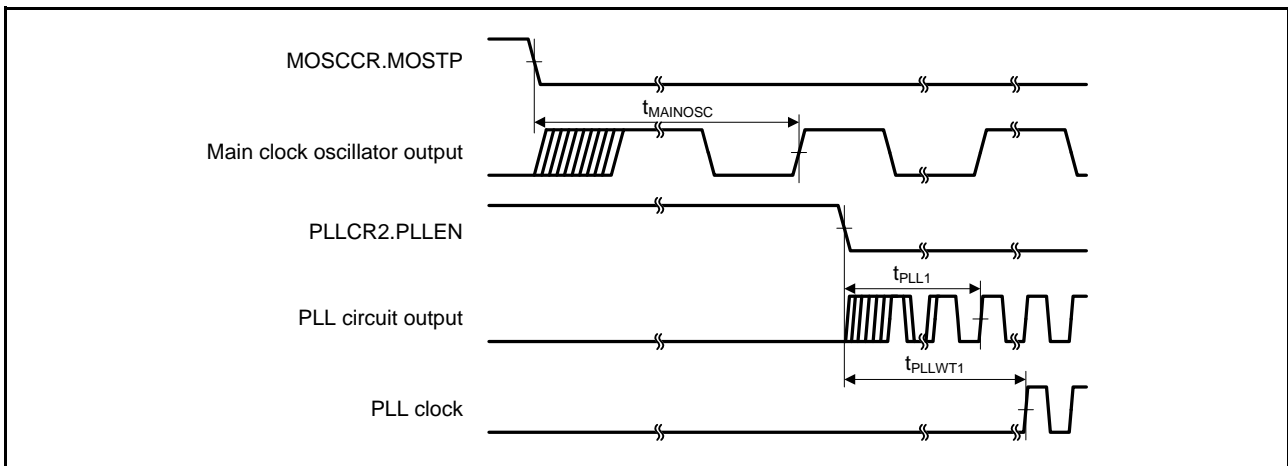 MOSCCR.MOSTP
tMAINOSC
Main clock oscillator output
PLLCR2.PLLEN
tPLL1
PLL circuit output
tPLLWT1
PLL clock